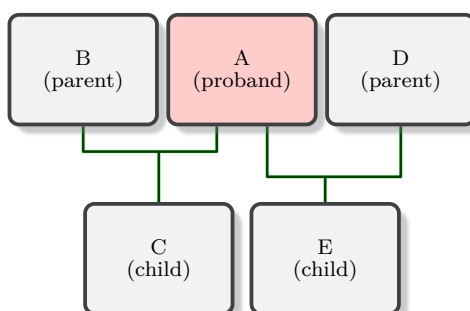 B
(parent)
A
(proband)
D
(parent)
C
(child)
E
(child)